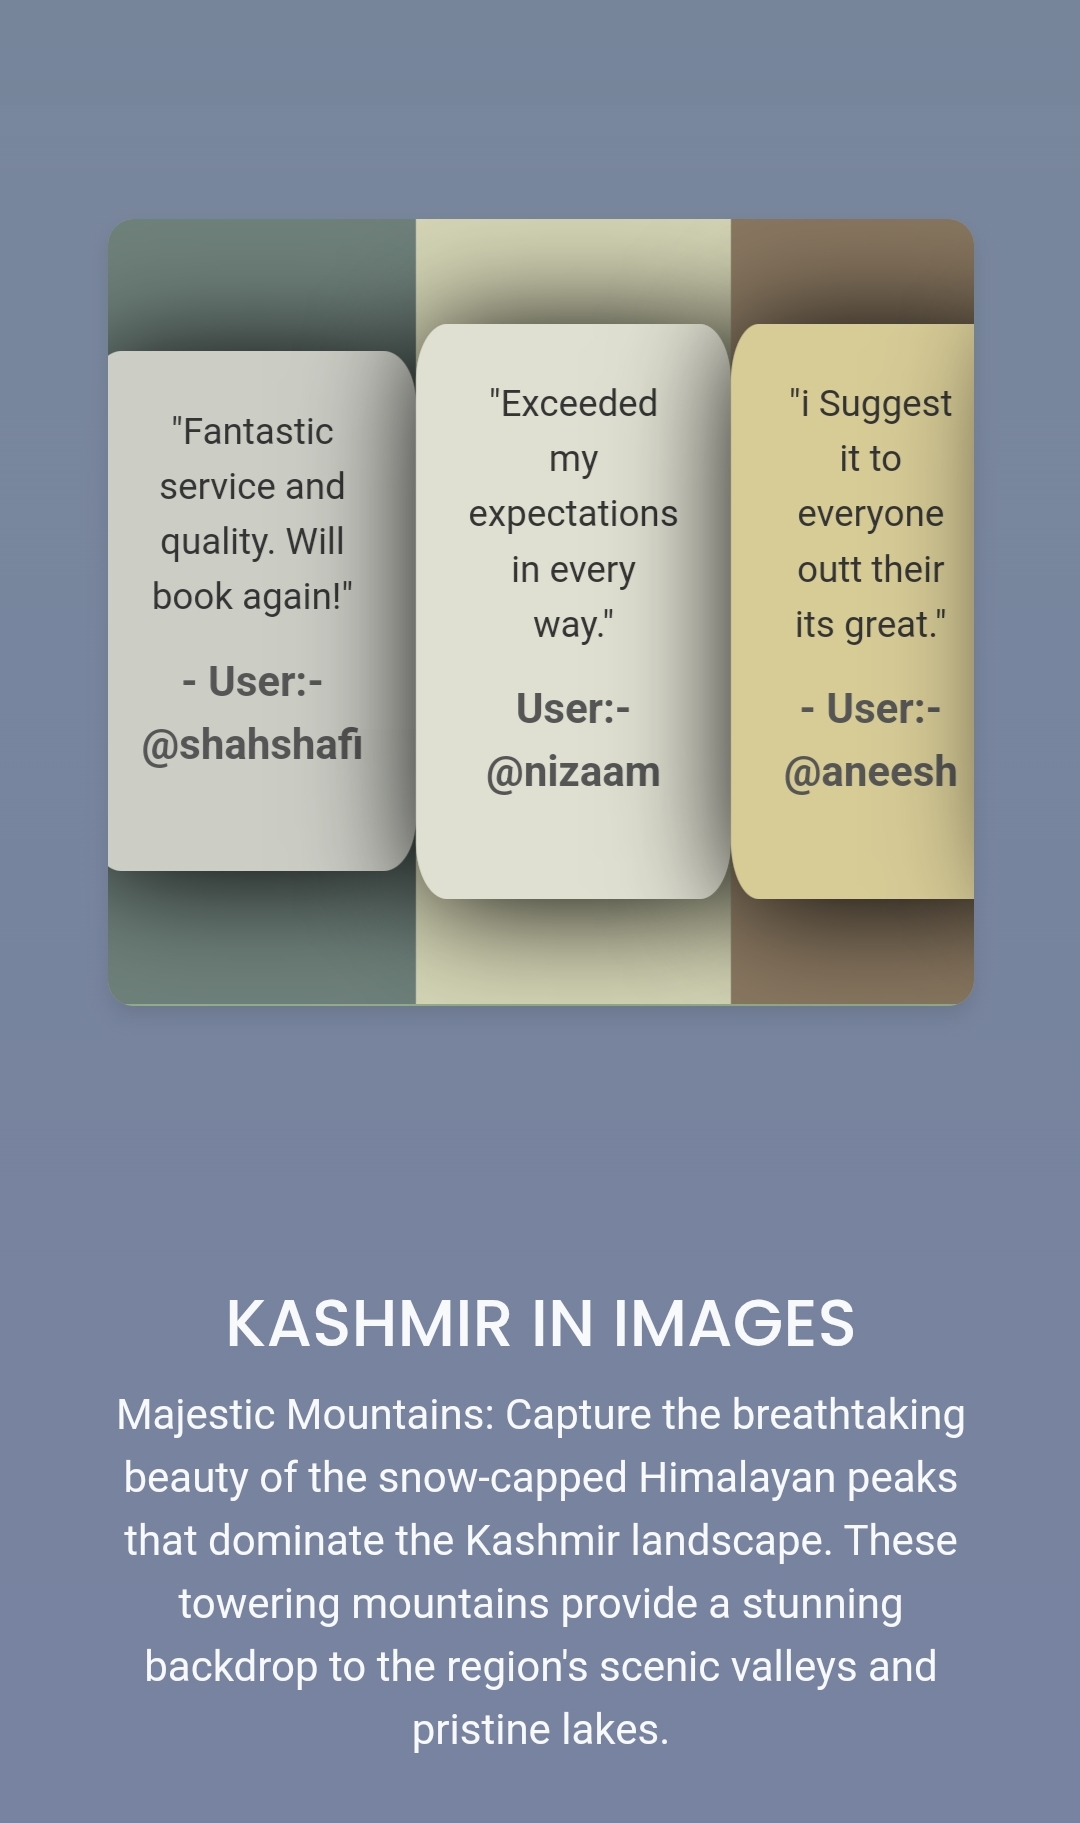 "Fantastic
service and
quality. Will
book again!"
- User:-
@shahshafi
"Exceeded
my
expectations
in every
way."
User:-
@nizaam
"i Suggest
it to
everyone
outt their
its great."
- User:-
@aneesh
KASHMIR IN IMAGES
Majestic Mountains: Capture the breathtaking
beauty of the snow-capped Himalayan peaks
that dominate the Kashmir landscape. These
towering mountains provide a stunning
backdrop to the region's scenic valleys and
pristine lakes.